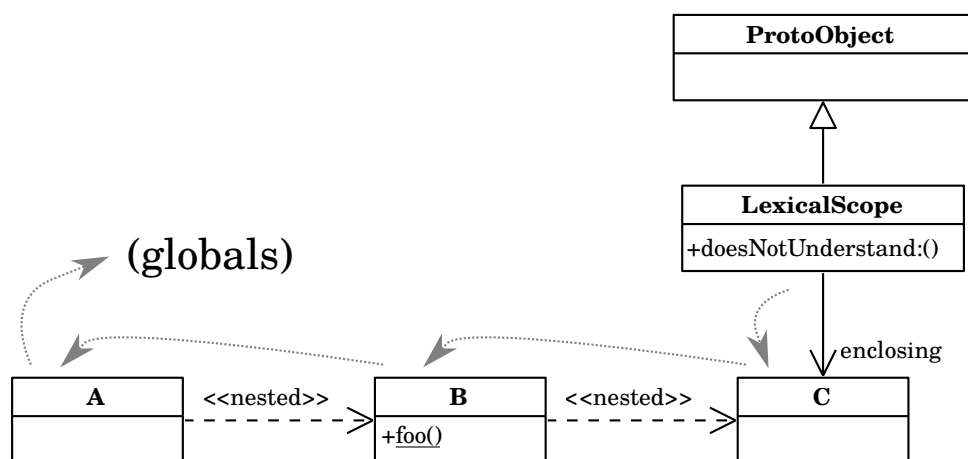 ProtoObject
LexicalScope
+doesNotUnderstand:()
(globals)
enclosing
A
<<nested>>
B
<<nested>>
C
+foo()